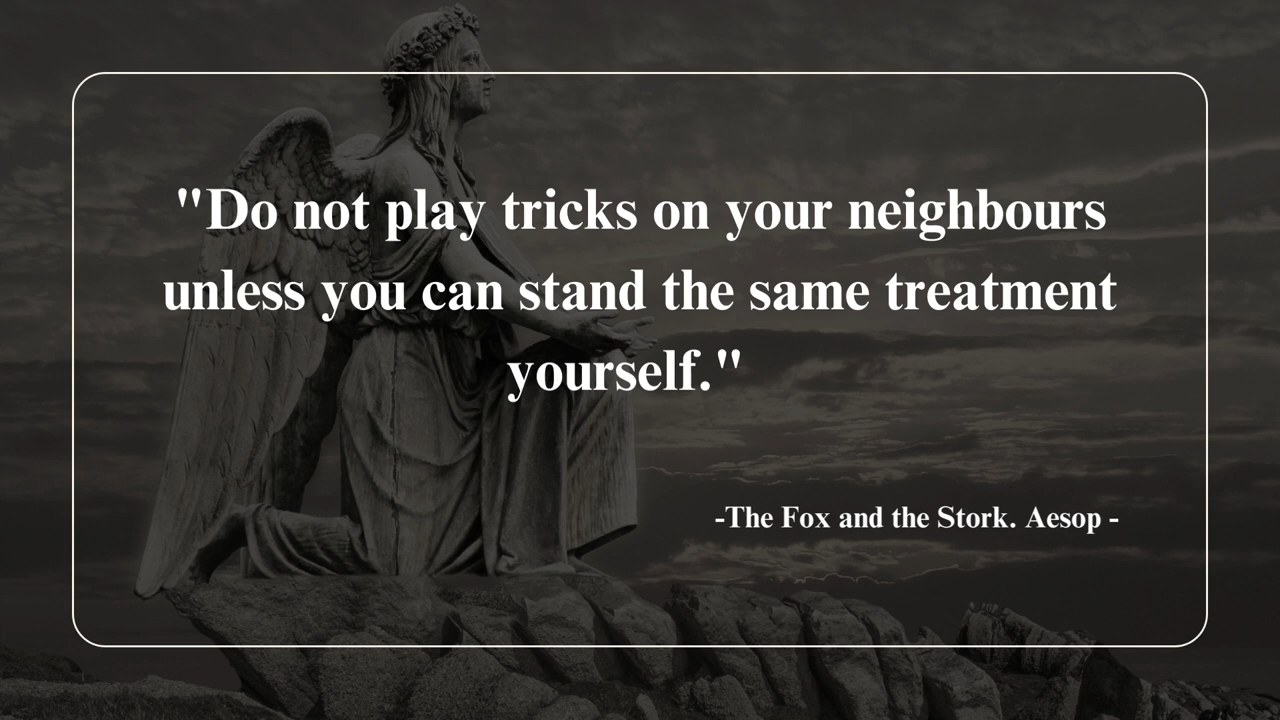 "Do not play tricks on your neighbours
unless you can stand the same treatment
yourself."
-The Fox and the Stork. Aesop -